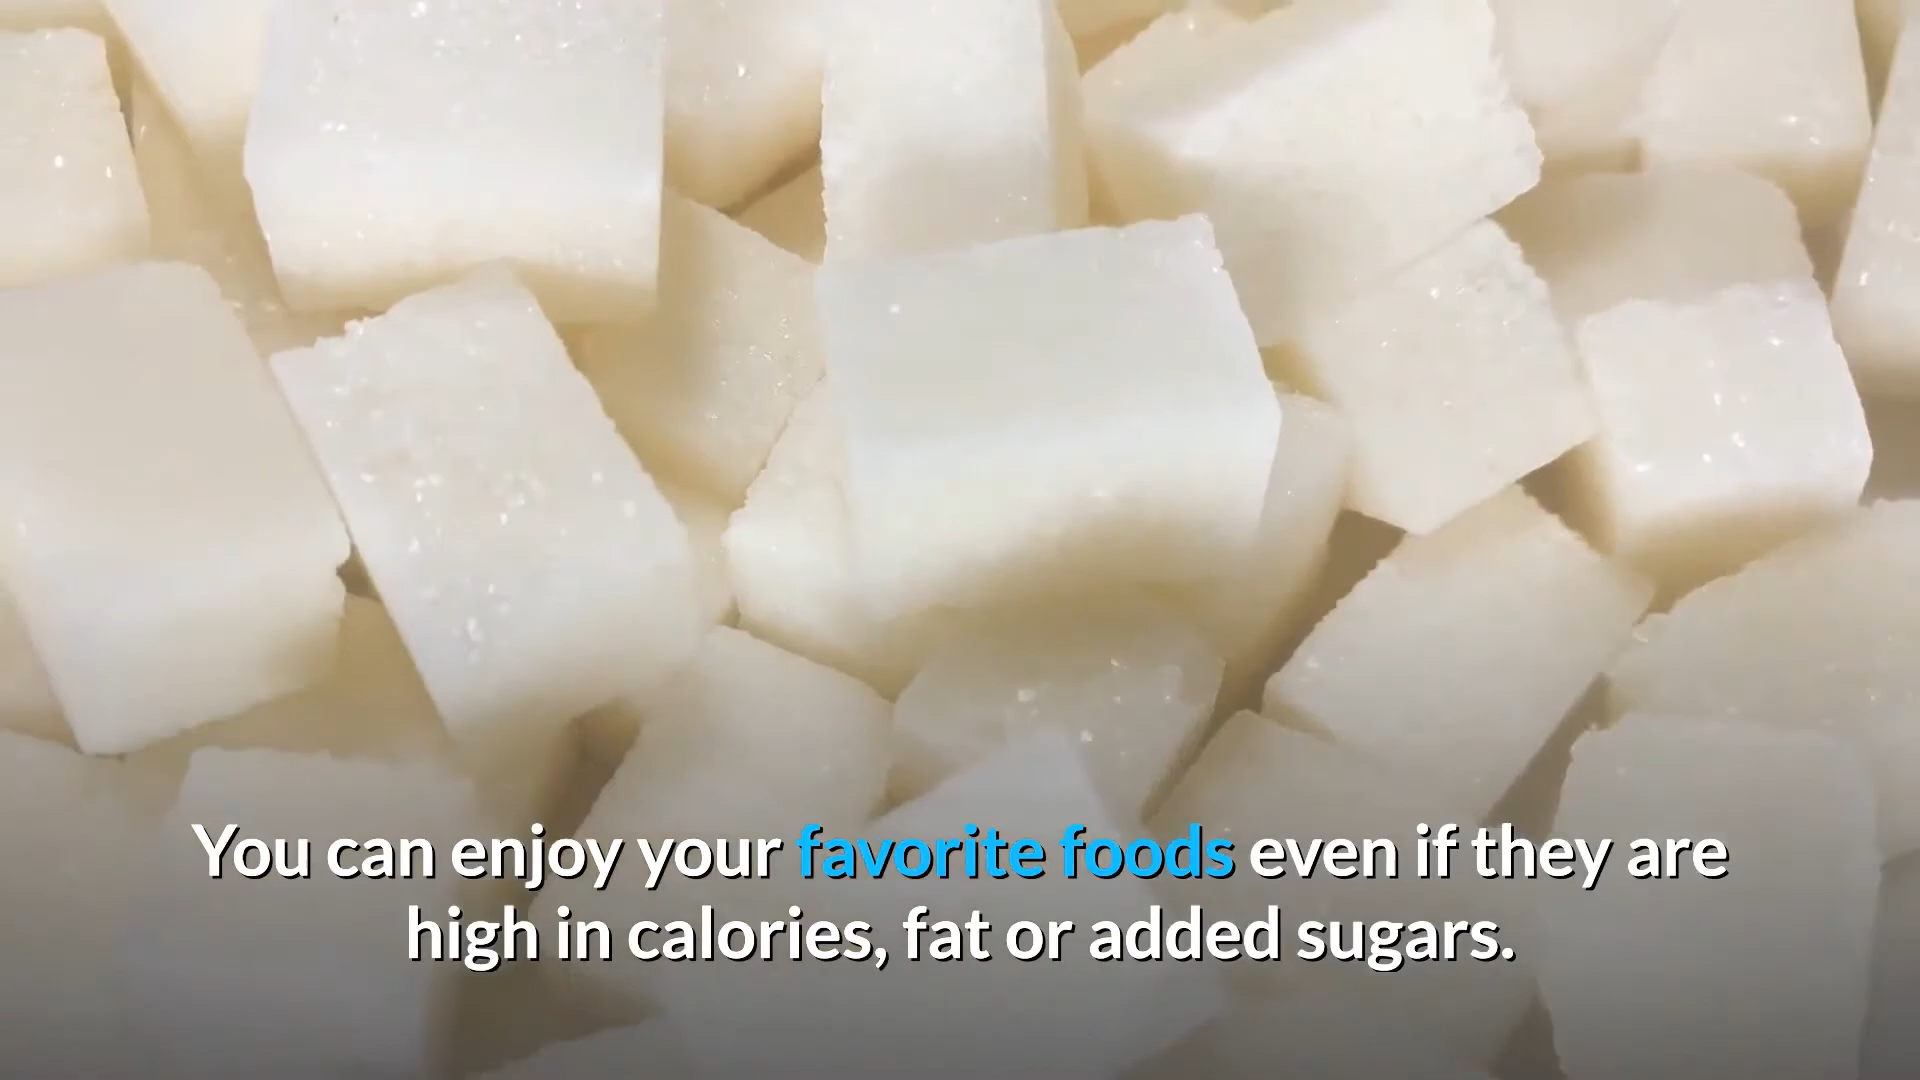 You can enjoy your favorite foods even if they are
high in calories, fat or added sugars.